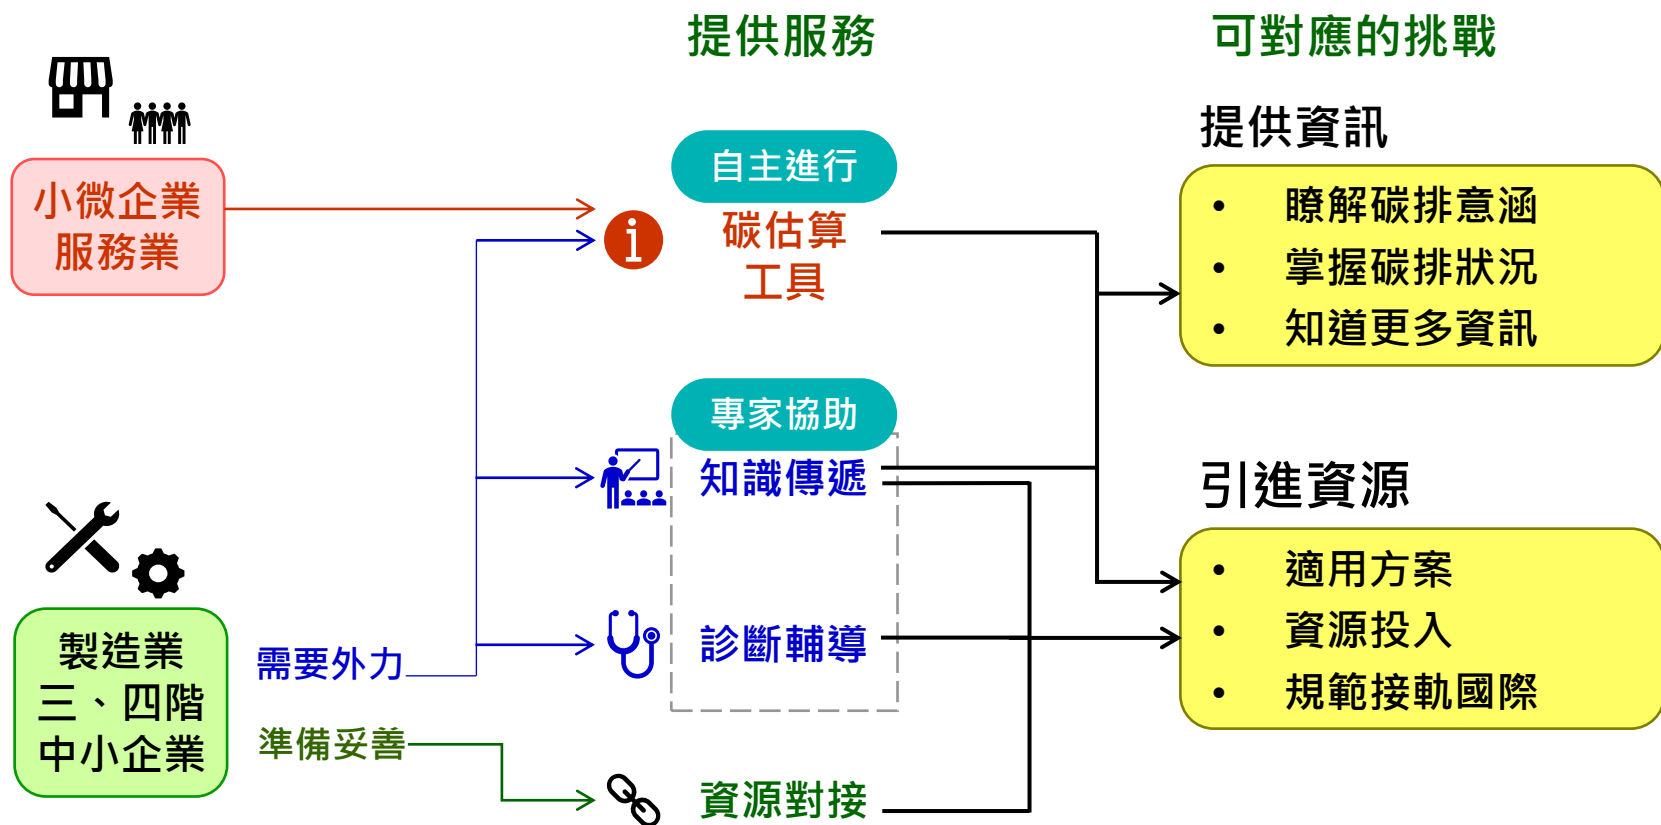 提供服務
可對應的挑戰
小微企業
服務業
自主進行
碳估算
工具
提供資訊
• 瞭解碳排意涵
• 掌握碳排狀況
• 知道更多資訊
專家協助
知識傳遞
診斷輔導
資源對接
製造業
三、四階
中小企業
需要外力
準備妥善
引進資源
• 適用方案
• 資源投入
• 規範接軌國際